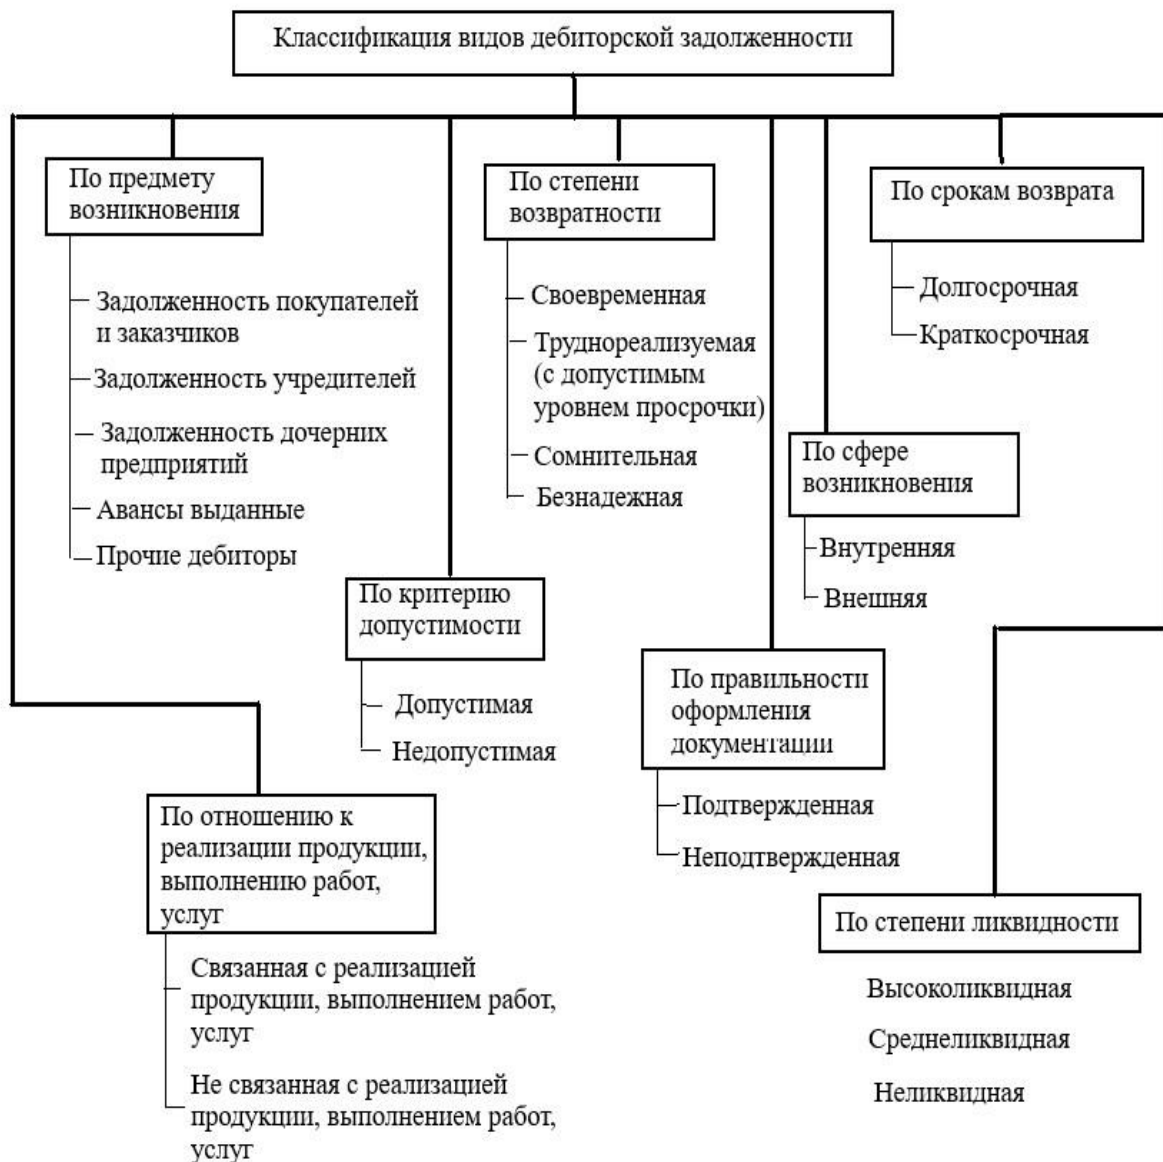 Классификация видов дебиторской задолженности
По предмету
возникновения
Задолженность покупателей
и заказчиков
Задолженность учредителей
Задолженность дочерних
предприятий
Авансы выданные
Прочие дебиторы
По степени
возвратности
Своевременная
Труднореализуемая
(с допустимым
уровнем просрочки)
Сомнительная
Безнадежная
По срокам возврата
Долгосрочная
Краткосрочная
По сфере
возникновения
Внутренняя
Внешняя
По критерию
допустимости
Допустимая
Недопустимая
По правильности
оформления
документации
Подтвержденная
Неподтвержденная
По отношению к
реализации продукции,
выполнению работ,
услуг
Связанная с реализацией
продукции, выполнением работ,
услуг
Не связанная с реализацией
продукции, выполнением работ,
услуг
По степени ликвидности
Высоколиквидная
Среднеликвидная
Неликвидная